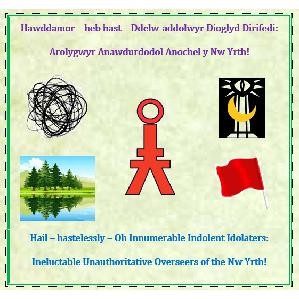 Hawddamor – heb hast – Ddelw-addolwyr Dioglyd Dirifedi:
Arolygwyr Anawdurdodol Anochel y Nw Yrth!
Hail – hastelessly – Oh Innumerable Indolent Idolaters:
Ineluctable Unauthoritative Overseers of the Nw Yrth!